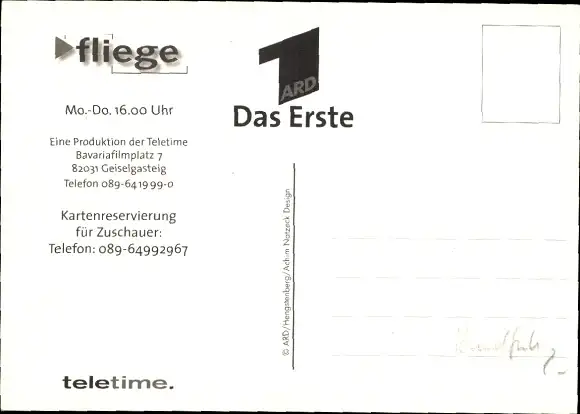 fliege
Mo.-Do. 16.00 Uhr
Eine Produktion der Teletime
Bavariafilmplatz 7
82031 Geiselgasteig
Telefon 089-641999-0
Kartenreservierung
für Zuschauer:
Telefon: 089-64992967
teletime.
1
ARD
Das Erste
© ARD/Hengstenberg/Achim Natzeck Design